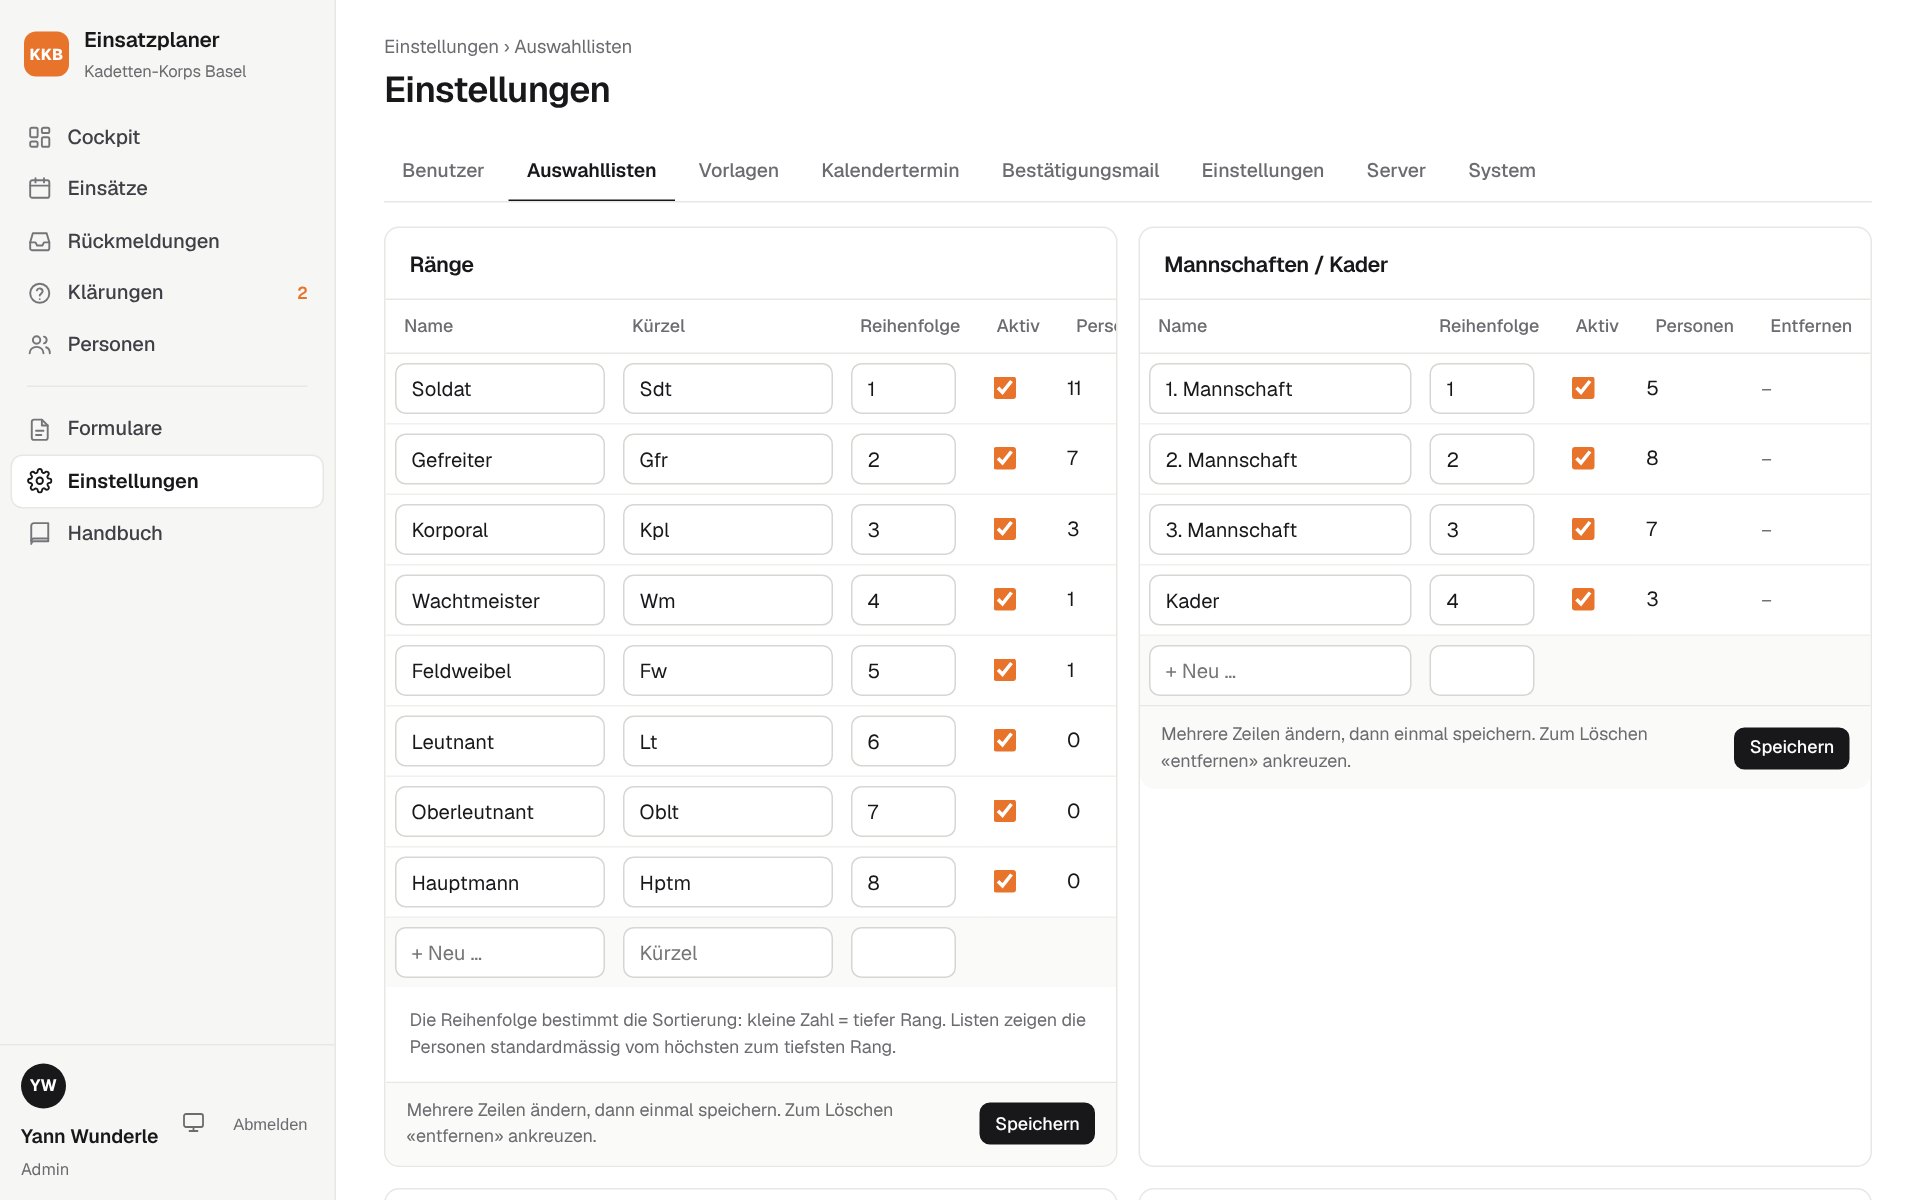 KKB
Einsatzplaner
Kadetten-Korps Basel
Cockpit
Einsätze
Rückmeldungen
Klärungen 2
Personen
Formulare
Einstellungen
Handbuch
YW
Yann Wunderle
Admin
Abmelden
Einstellungen › Auswahllisten
Einstellungen
Benutzer Auswahllisten Vorlagen Kalendertermin Bestätigungsmail Einstellungen Server System
Ränge
Name Kürzel Reihenfolge Aktiv Perso
Soldat Sdt 1 11
Gefreiter Gfr 2 7
Korporal Kpl 3 3
Wachtmeister Wm 4 1
Feldweibel Fw 5 1
Leutnant Lt 6 0
Oberleutnant Oblt 7 0
Hauptmann Hptm 8 0
+ Neu ... Kürzel
Die Reihenfolge bestimmt die Sortierung: kleine Zahl = tiefer Rang. Listen zeigen die
Personen standardmässig vom höchsten zum tiefsten Rang.
Mehrere Zeilen ändern, dann einmal speichern. Zum Löschen
«entfernen» ankreuzen.
Speichern
Mannschaften / Kader
Name Reihenfolge Aktiv Personen Entfernen
1. Mannschaft 1 5 –
2. Mannschaft 2 8 –
3. Mannschaft 3 7 –
Kader 4 3 –
+ Neu ...
Mehrere Zeilen ändern, dann einmal speichern. Zum Löschen
«entfernen» ankreuzen.
Speichern